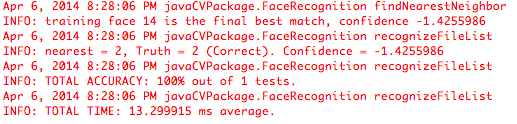 Apr 6, 2014 8:28:06 PM javaCVPackage.FaceRecognition findNearestNeighbor
INFO: training face 14 is the final best match, confidence -1.4255986
Apr 6, 2014 8:28:06 PM javaCVPackage.FaceRecognition recognizeFileList
INFO: nearest = 2, Truth = 2 (Correct). Confidence = -1.4255986
Apr 6, 2014 8:28:06 PM javaCVPackage.FaceRecognition recognizeFileList
INFO: TOTAL ACCURACY: 100% out of 1 tests.
Apr 6, 2014 8:28:06 PM javaCVPackage.FaceRecognition recognizeFileList
INFO: TOTAL TIME: 13.299915 ms average.